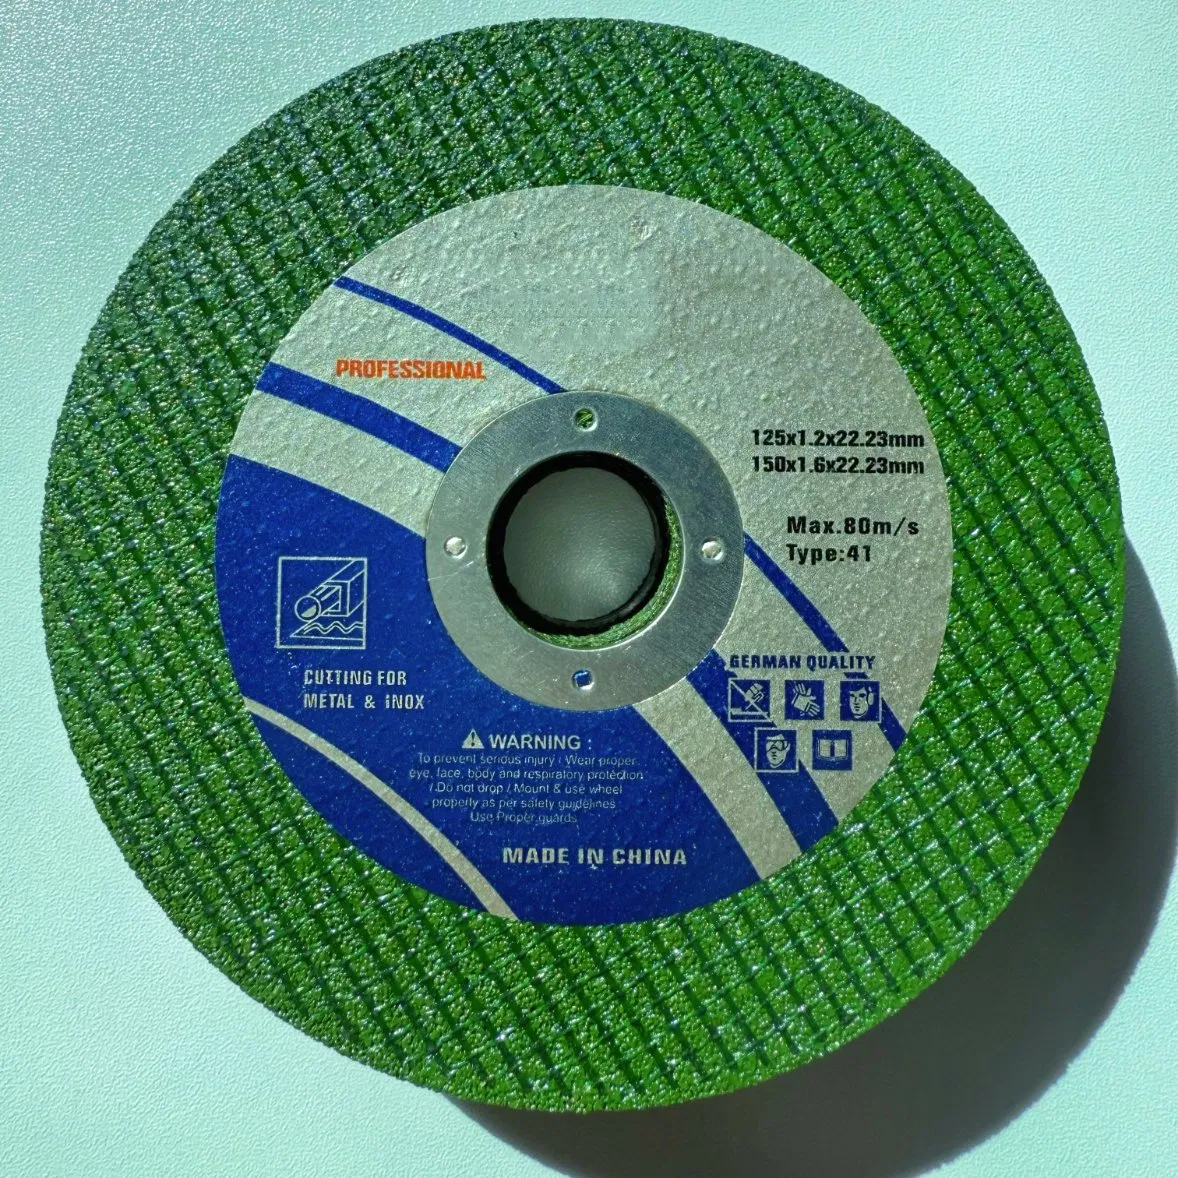 PROFESSIONAL
125x1.2x22.23mm
150x1.6x22.23mm
Max.80m/s
Type:41
GERMAN QUALITY
CUTTING FOR
METAL & INOX
WARNING :
To prevent serious injury / Wear proper
eye, face, body and respiratory protection
/ Do not drop / Mount & use wheel
properly as per safety guidelines
Use Proper guards
MADE IN CHINA